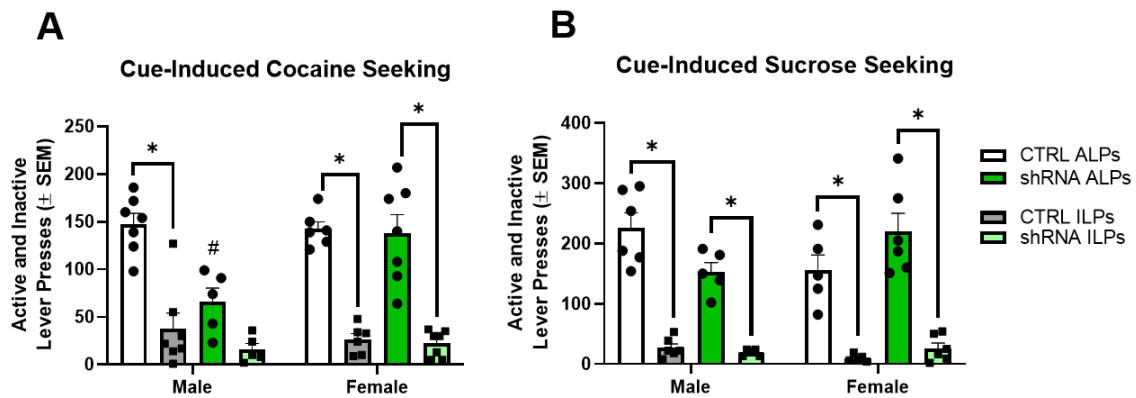 A
Cue-Induced Cocaine Seeking
Active and Inactive
Lever Presses (± SEM)
250
200
150
100
50
0
*
#
*
*
Male
Female
B
Cue-Induced Sucrose Seeking
Active and Inactive
Lever Presses (± SEM)
400
300
200
100
0
*
*
*
*
Male
Female
CTRL ALPs
shRNA ALPs
CTRL ILPs
shRNA ILPs